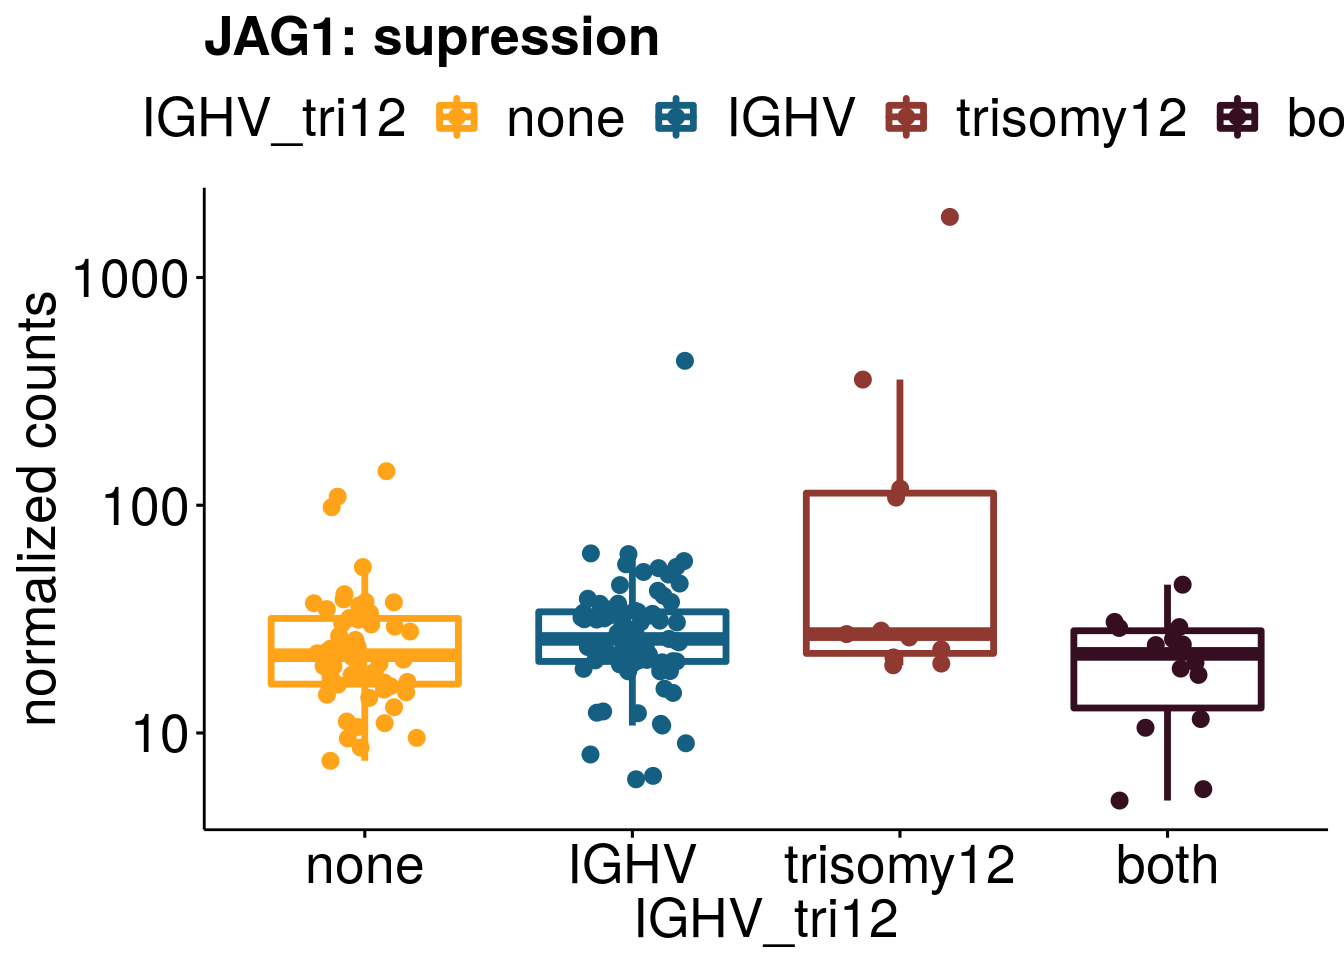 JAG1: supression
IGHV_tri12 none IGHV trisomy12 bo
normalized counts
1000
100
10
none IGHV trisomy12 both
IGHV_tri12